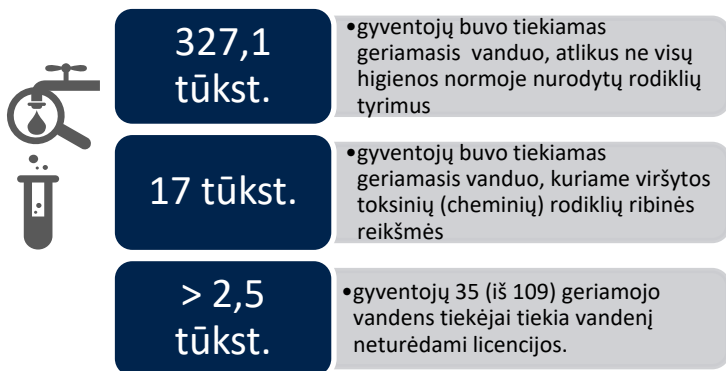 327,1
tūkst.
•gyventojų buvo tiekiamas
geriamasis vanduo, atlikus ne visų
higienos normoje nurodytų rodiklių
tyrimus
17 tūkst.
•gyventojų buvo tiekiamas
geriamasis vanduo, kuriame viršytos
toksinių (cheminių) rodiklių ribinės
reikšmės
> 2,5
tūkst.
•gyventojų 35 (iš 109) geriamojo
vandens tiekėjai tiekia vandenį
neturėdami licencijos.